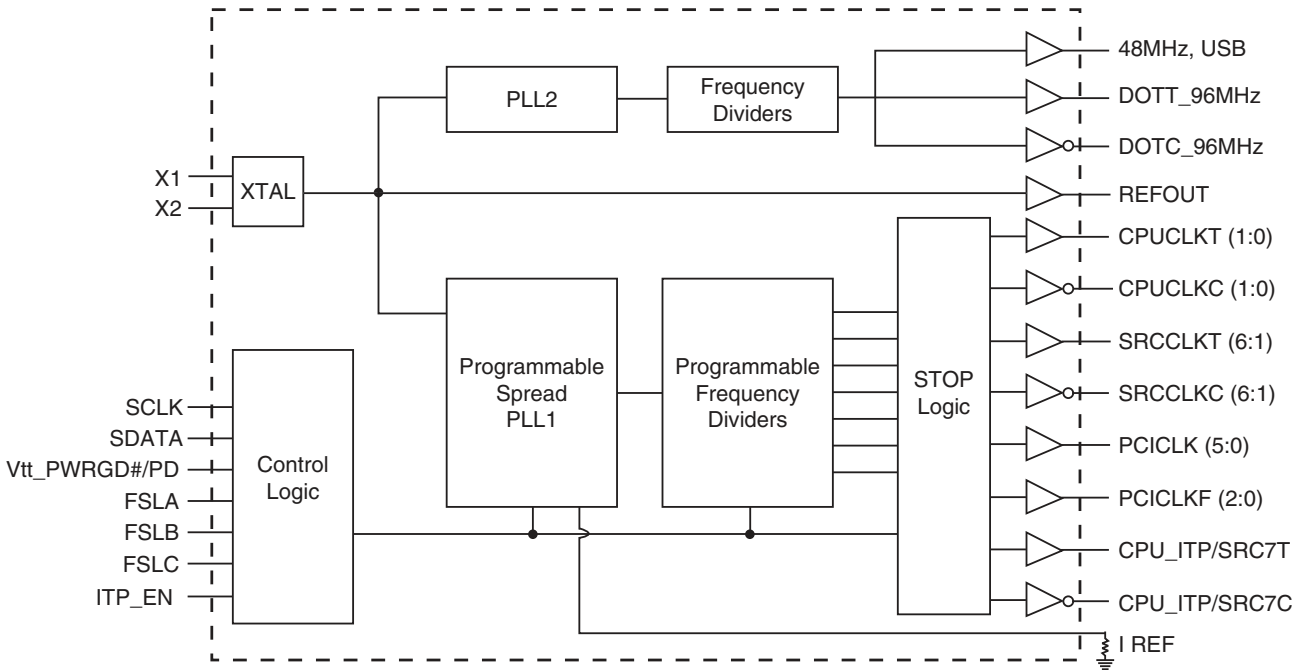 48MHz, USB
PLL2
Frequency
Dividers
DOTT_96MHz
DOTC_96MHz
X1
X2
XTAL
REFOUT
CPUCLKT (1:0)
CPUCLKC (1:0)
Programmable
Spread
PLL1
Programmable
Frequency
Dividers
STOP
Logic
SRCCLKT (6:1)
SRCCLKC (6:1)
PCICLK (5:0)
PCICLKF (2:0)
CPU_ITP/SRC7T
CPU_ITP/SRC7C
I REF
SCLK
SDATA
Vtt_PWRGD#/PD
FSLA
FSLB
FSLC
ITP_EN
Control
Logic